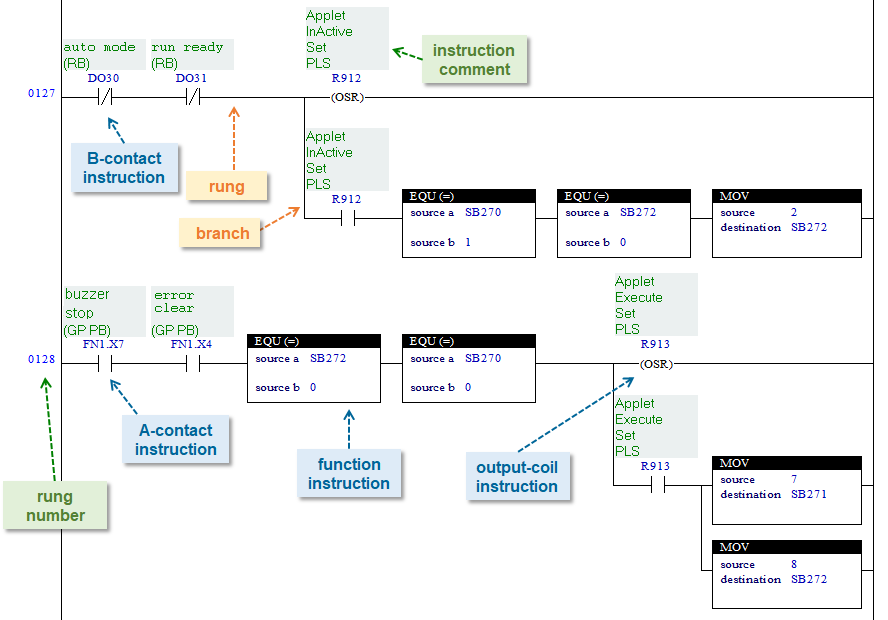 Applet
InActive
Set
PLS
instruction
comment
auto mode
(RB)
run ready
(RB)
DO30
DO31
R912
0127
(OSR)
B-contact
instruction
rung
branch
Applet
InActive
Set
PLS
R912
EQU (=)
source a SB270
source b 1
EQU (=)
source a SB272
source b 0
MOV
source 2
destination SB272
buzzer
stop
(GP PB)
error
clear
(GP PB)
Applet
Execute
Set
PLS
FN1.X7
FN1.X4
R913
0128
EQU (=)
source a SB272
source b 0
EQU (=)
source a SB270
source b 0
(OSR)
A-contact
instruction
function
instruction
output-coil
instruction
rung
number
Applet
Execute
Set
PLS
R913
MOV
source 7
destination SB271
MOV
source 8
destination SB272